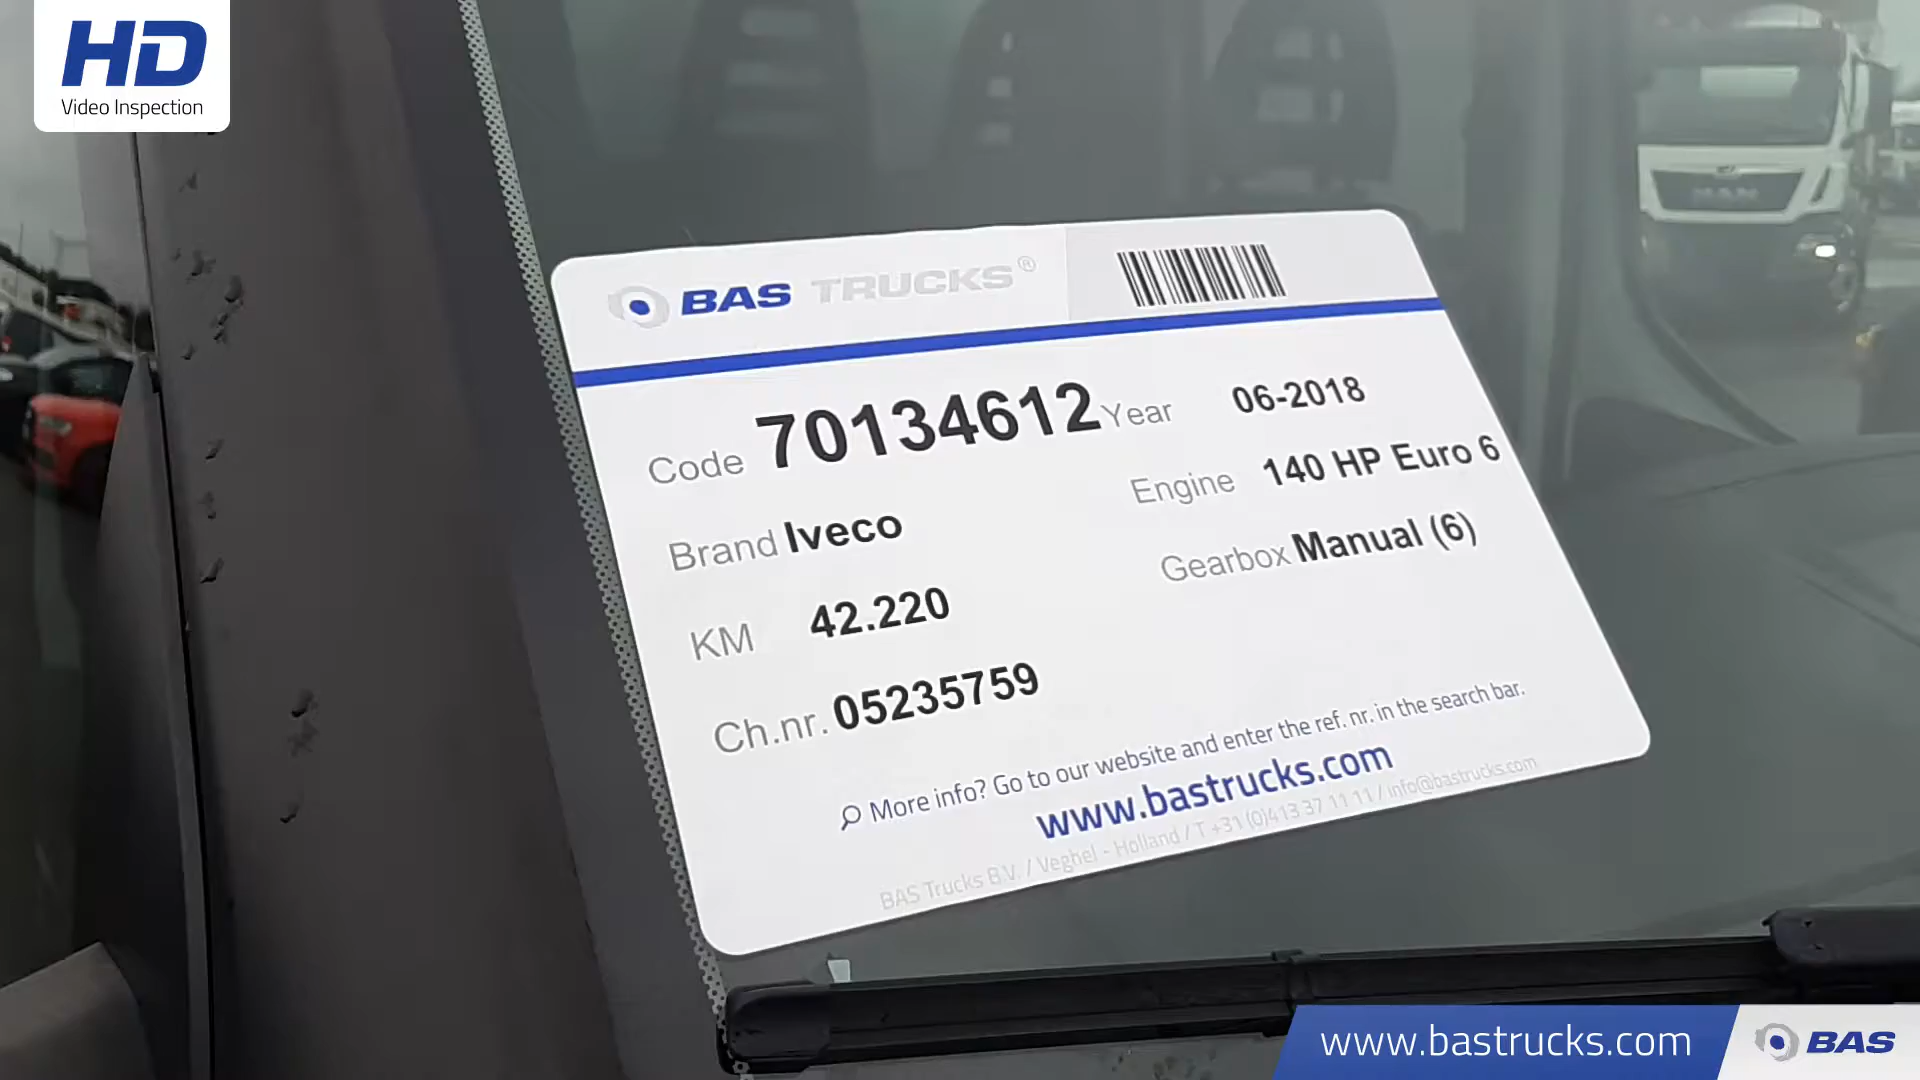 HD
Video Inspection
BAS TRUCKS®
Code 70134612
Year 06-2018
Brand Iveco
Engine 140 HP Euro 6
KM 42.220
Gearbox Manual (6)
Ch.nr. 05235759
More info? Go to our website and enter the ref. nr. in the search bar.
www.bastrucks.com
BAS Trucks B.V. / Veghel - Holland / T +31 (0)413 37 11 11 / info@bastrucks.com
MAN
www.bastrucks.com
BAS